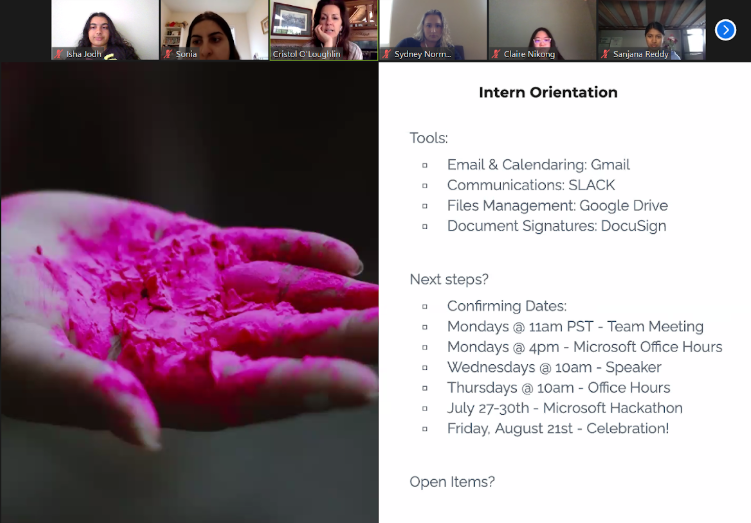 Isha Jodh
Sonia
Cristol O'Loughlin
Sydney Norm...
Claire Nikong
Sanjana Reddy
Intern Orientation
Tools:
Email & Calendaring: Gmail
Communications: SLACK
Files Management: Google Drive
Document Signatures: DocuSign
Next steps?
Confirming Dates:
Mondays @ 11am PST - Team Meeting
Mondays @ 4pm - Microsoft Office Hours
Wednesdays @ 10am - Speaker
Thursdays @ 10am - Office Hours
July 27-30th - Microsoft Hackathon
Friday, August 21st - Celebration!
Open Items?